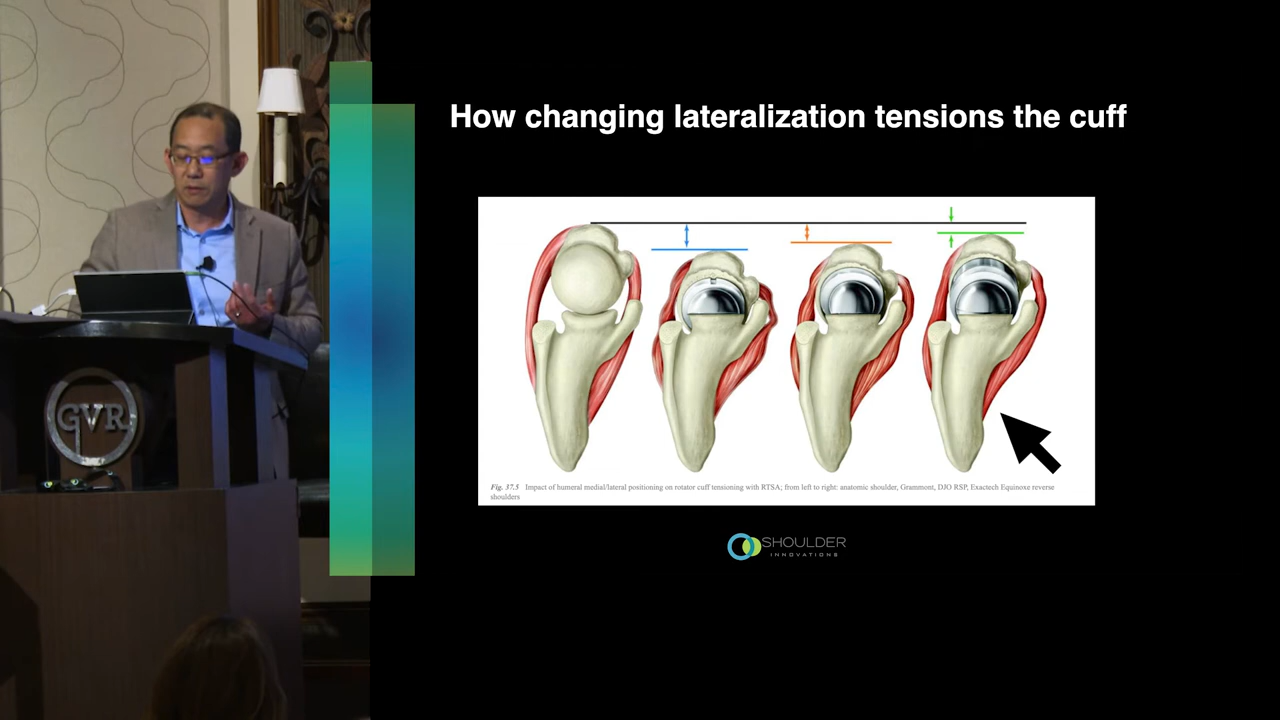 How changing lateralization tensions the cuff
Fig. 37.5 Impact of humeral medial/lateral positioning on rotator cuff tensioning with RTSA; from left to right: anatomic shoulder, Grammont, DJO RSP, Exactech Equinoxe reverse
shoulders
SHOULDER
INNOVATIONS
GVR